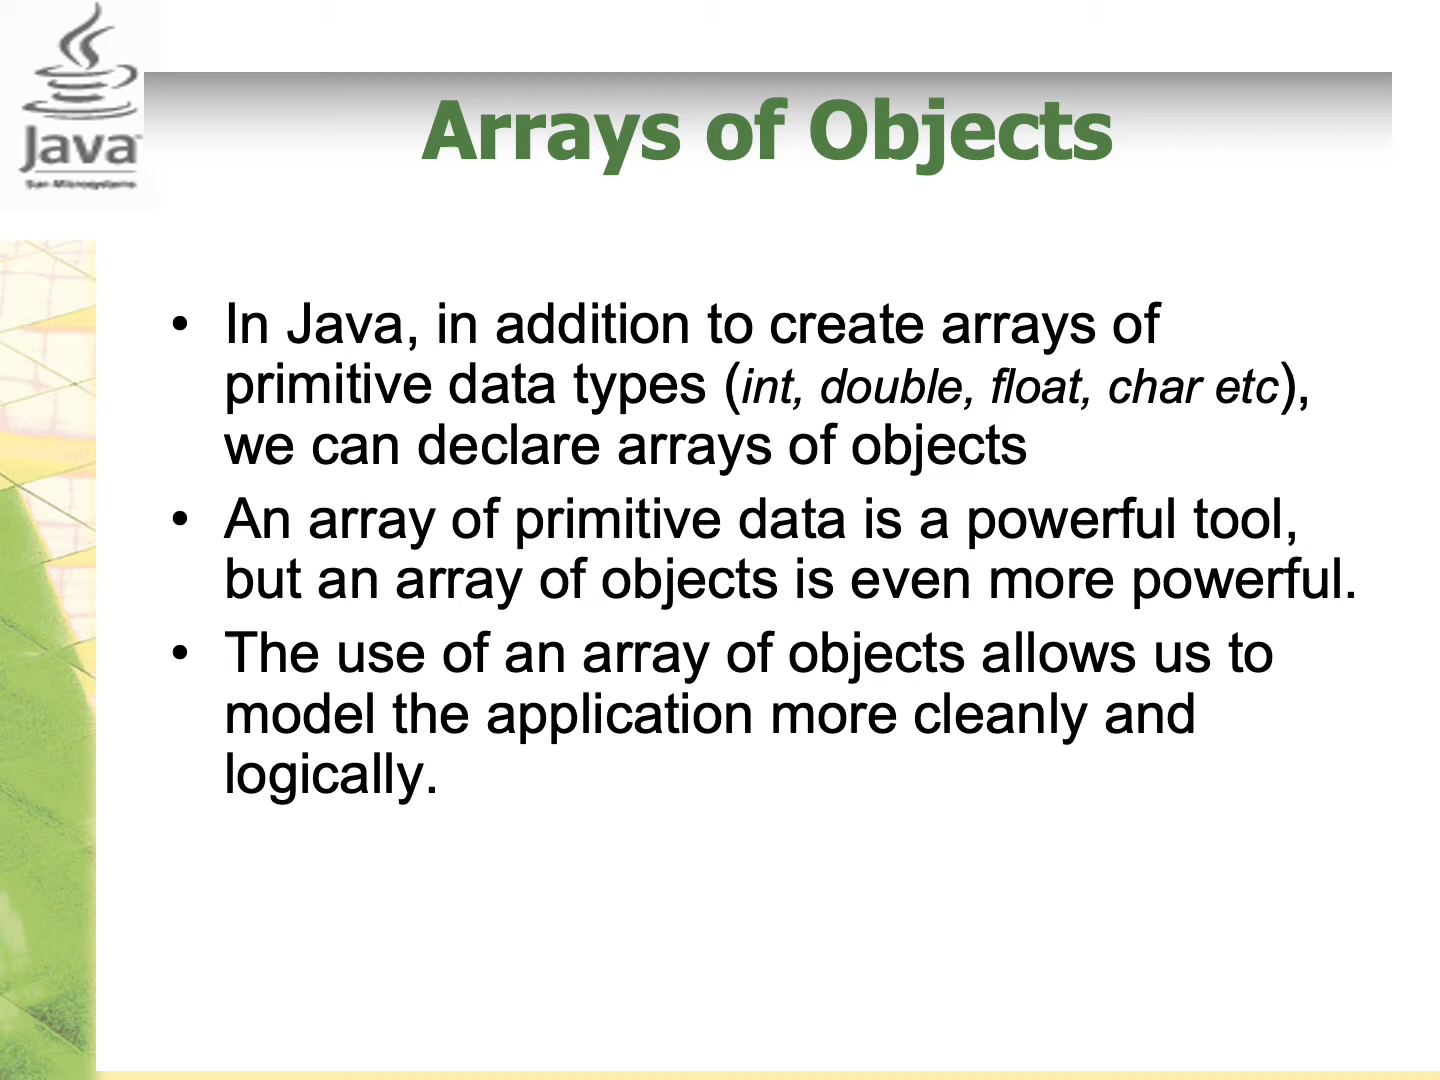 Java
Sun Microsystems
Arrays of Objects
• In Java, in addition to create arrays of
primitive data types (int, double, float, char etc),
we can declare arrays of objects
• An array of primitive data is a powerful tool,
but an array of objects is even more powerful.
• The use of an array of objects allows us to
model the application more cleanly and
logically.